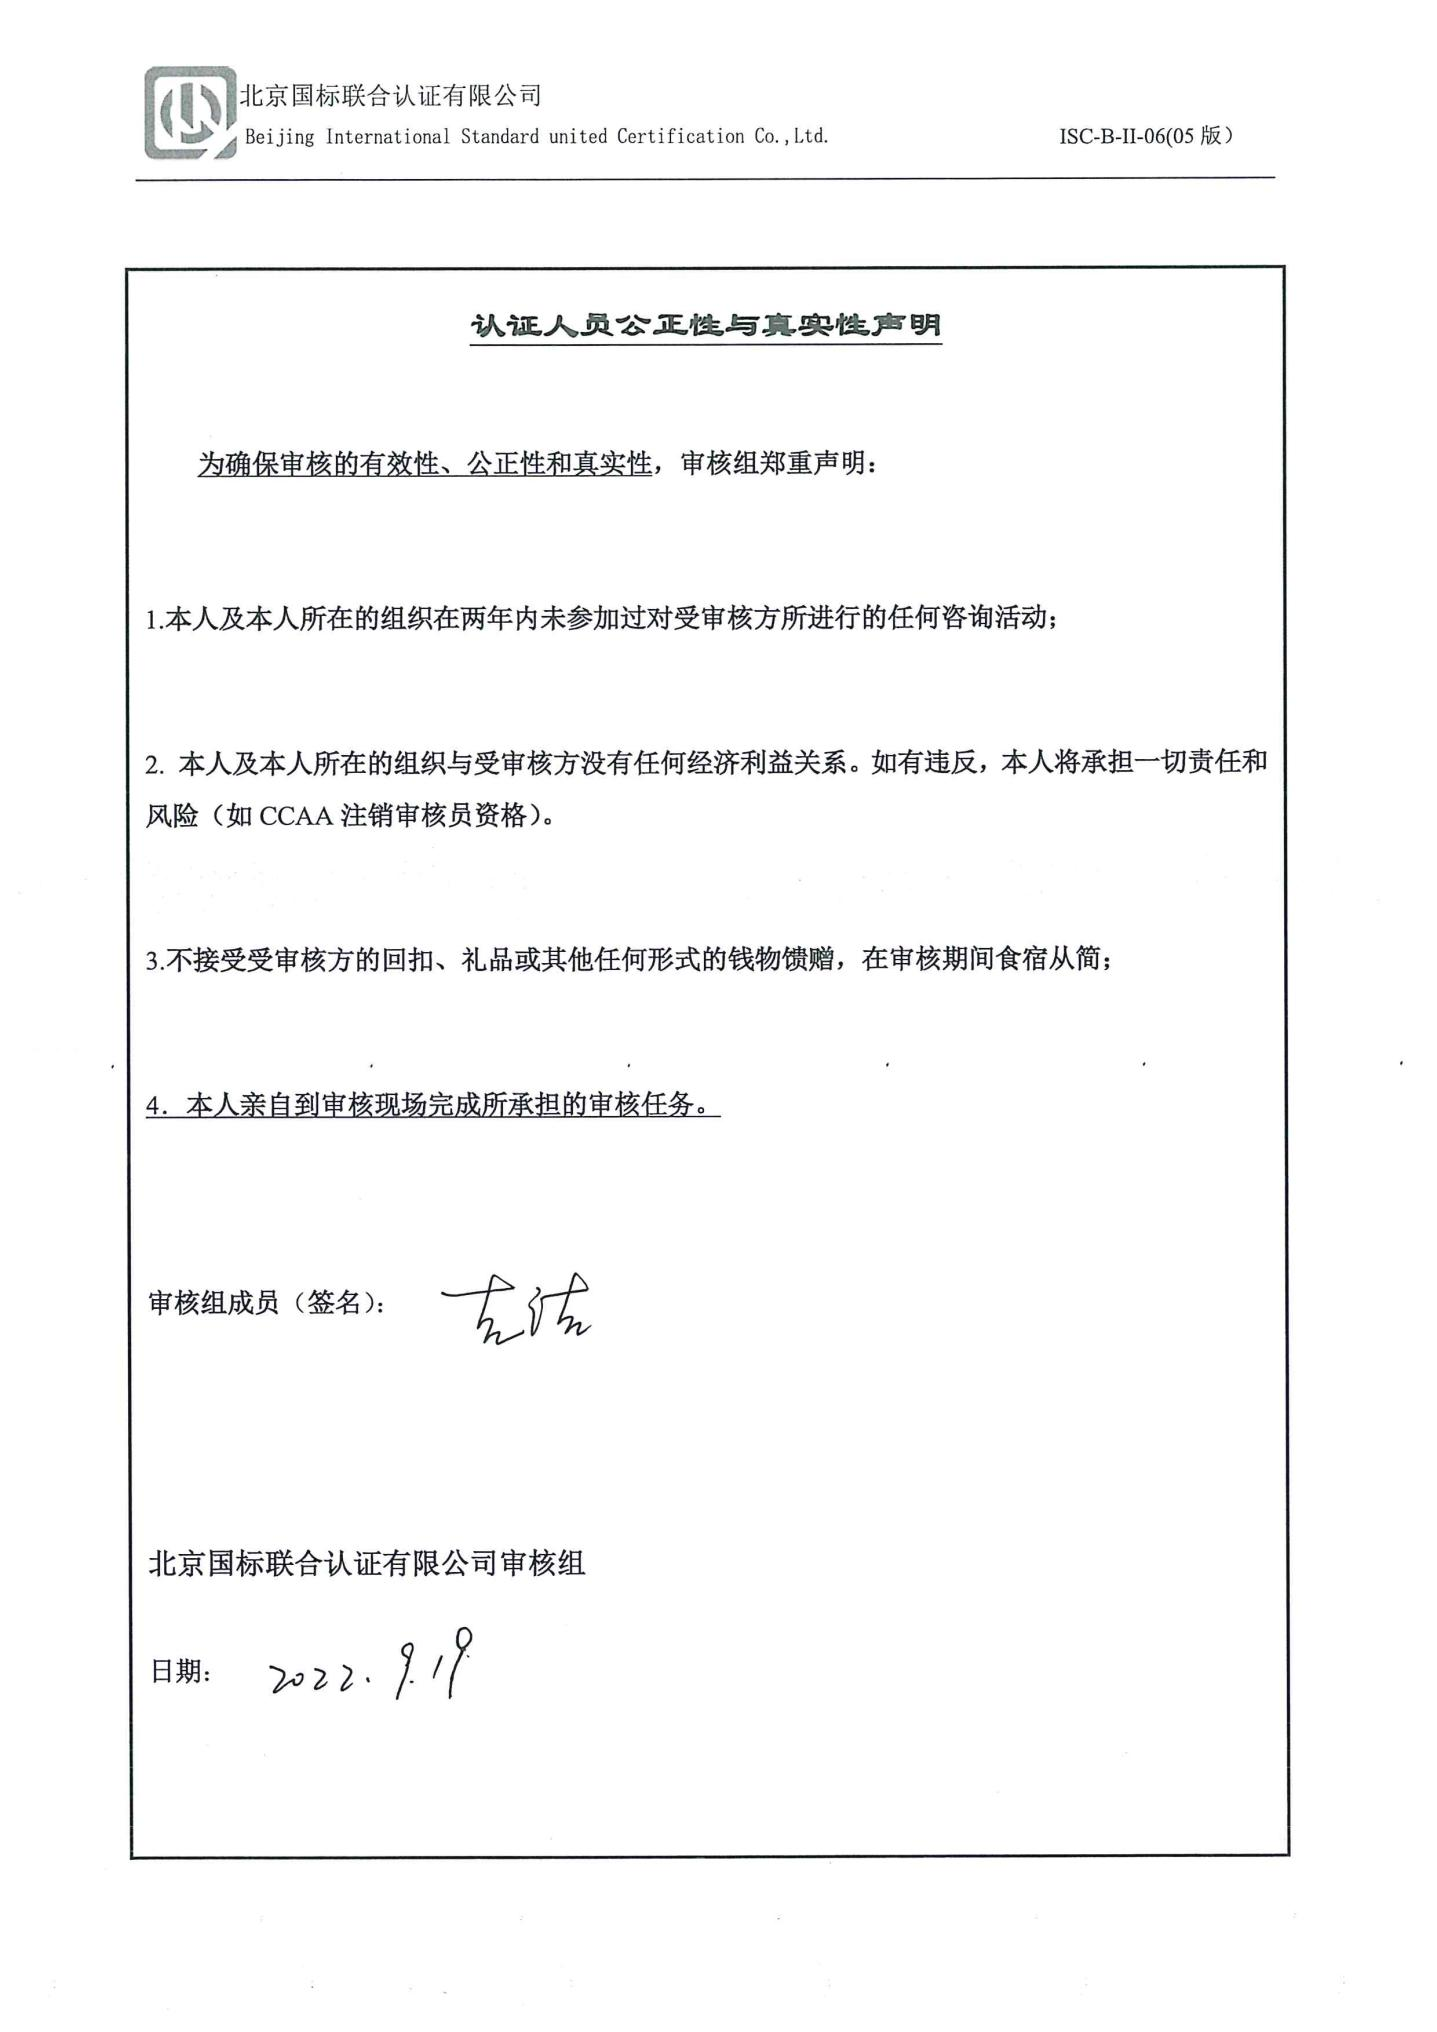 北京国标联合认证有限公司
Beijing International Standard united Certification Co.,Ltd. ISC-B-II-06(05 版）
认证人员公正性与真实性声明
为确保审核的有效性、公正性和真实性，审核组郑重声明：
1.本人及本人所在的组织在两年内未参加过对受审核方所进行的任何咨询活动；
2. 本人及本人所在的组织与受审核方没有任何经济利益关系。如有违反，本人将承担一切责任和
风险（如 CCAA 注销审核员资格）。
3.不接受受审核方的回扣、礼品或其他任何形式的钱物馈赠，在审核期间食宿从简；
4．本人亲自到审核现场完成所承担的审核任务。
审核组成员（签名）：
北京国标联合认证有限公司审核组
日期： 2022.9.19